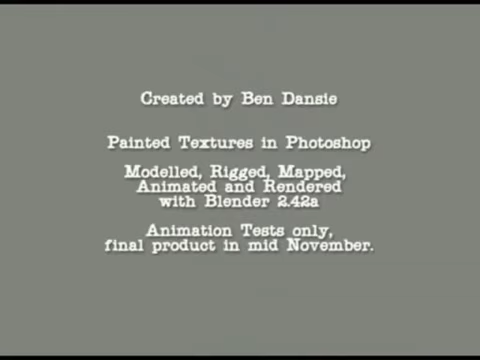 Created by Ben Dansie
Painted Textures in Photoshop
Modelled, Rigged, Mapped,
Animated and Rendered
with Blender 2.42a
Animation Tests only,
final product in mid November.